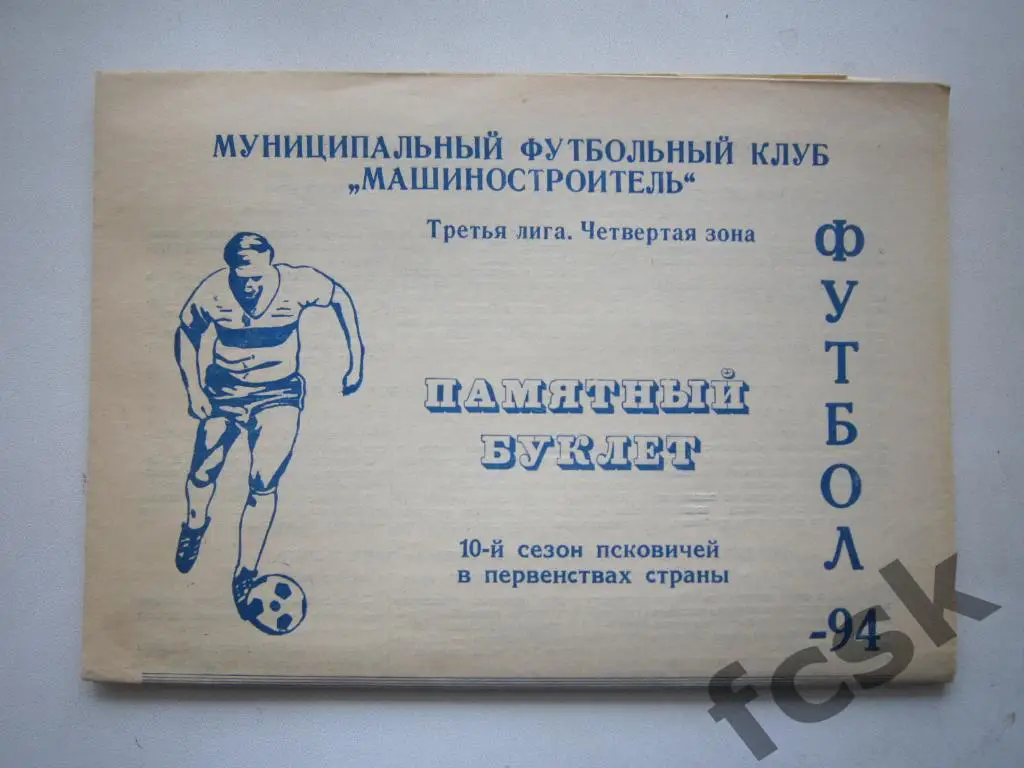 МУНИЦИПАЛЬНЫЙ ФУТБОЛЬНЫЙ КЛУБ
„МАШИНОСТРОИТЕЛЬ“
Третья лига. Четвертая зона
ПАМЯТНЫЙ
БУКЛЕТ
10-й сезон псковичей
в первенствах страны
ФУТБОЛ
-94
fcsk